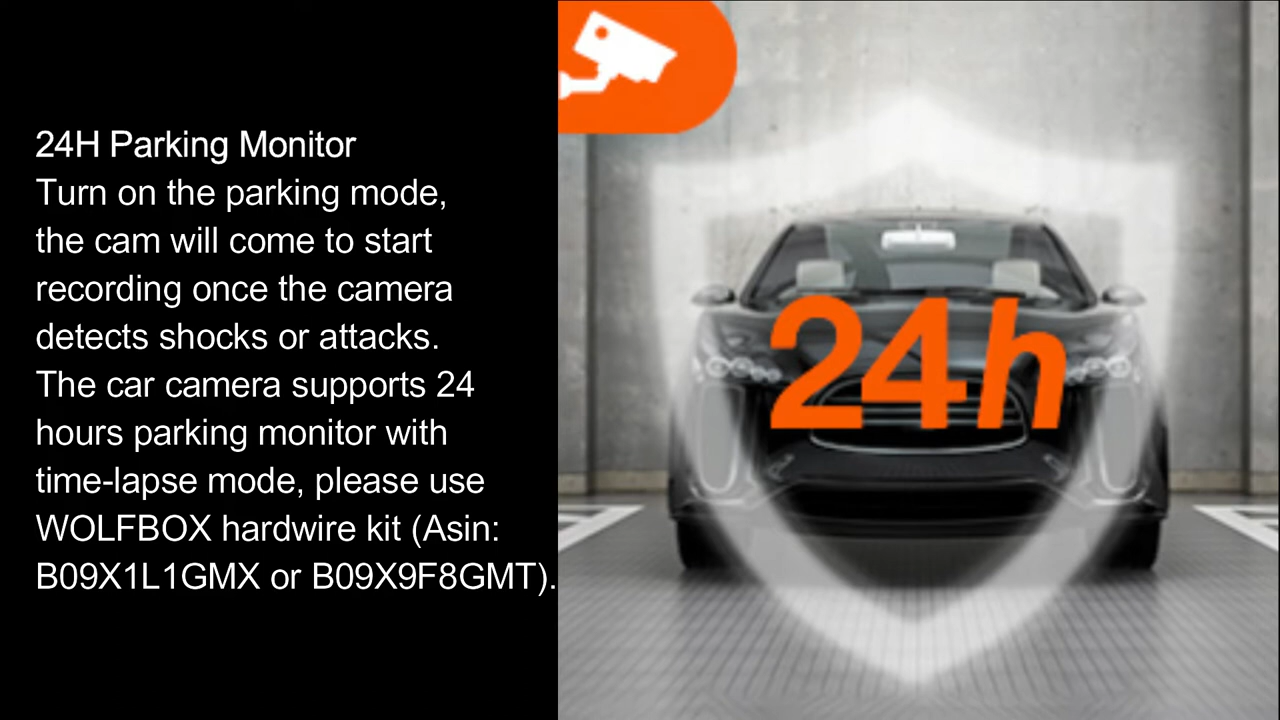 24H Parking Monitor
Turn on the parking mode,
the cam will come to start
recording once the camera
detects shocks or attacks.
The car camera supports 24
hours parking monitor with
time-lapse mode, please use
WOLFBOX hardwire kit (Asin:
B09X1L1GMX or B09X9F8GMT).
24h